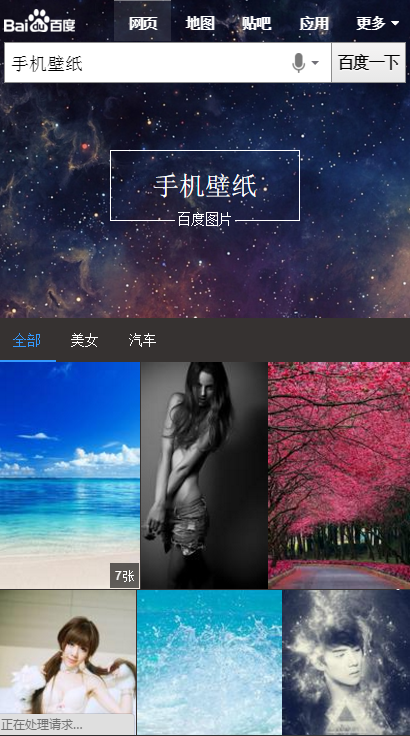 Bai du 百度 网页 地图 贴吧 应用 更多
手机壁纸 百度一下
手机壁纸
百度图片
全部 美女 汽车
7张
正在处理请求...